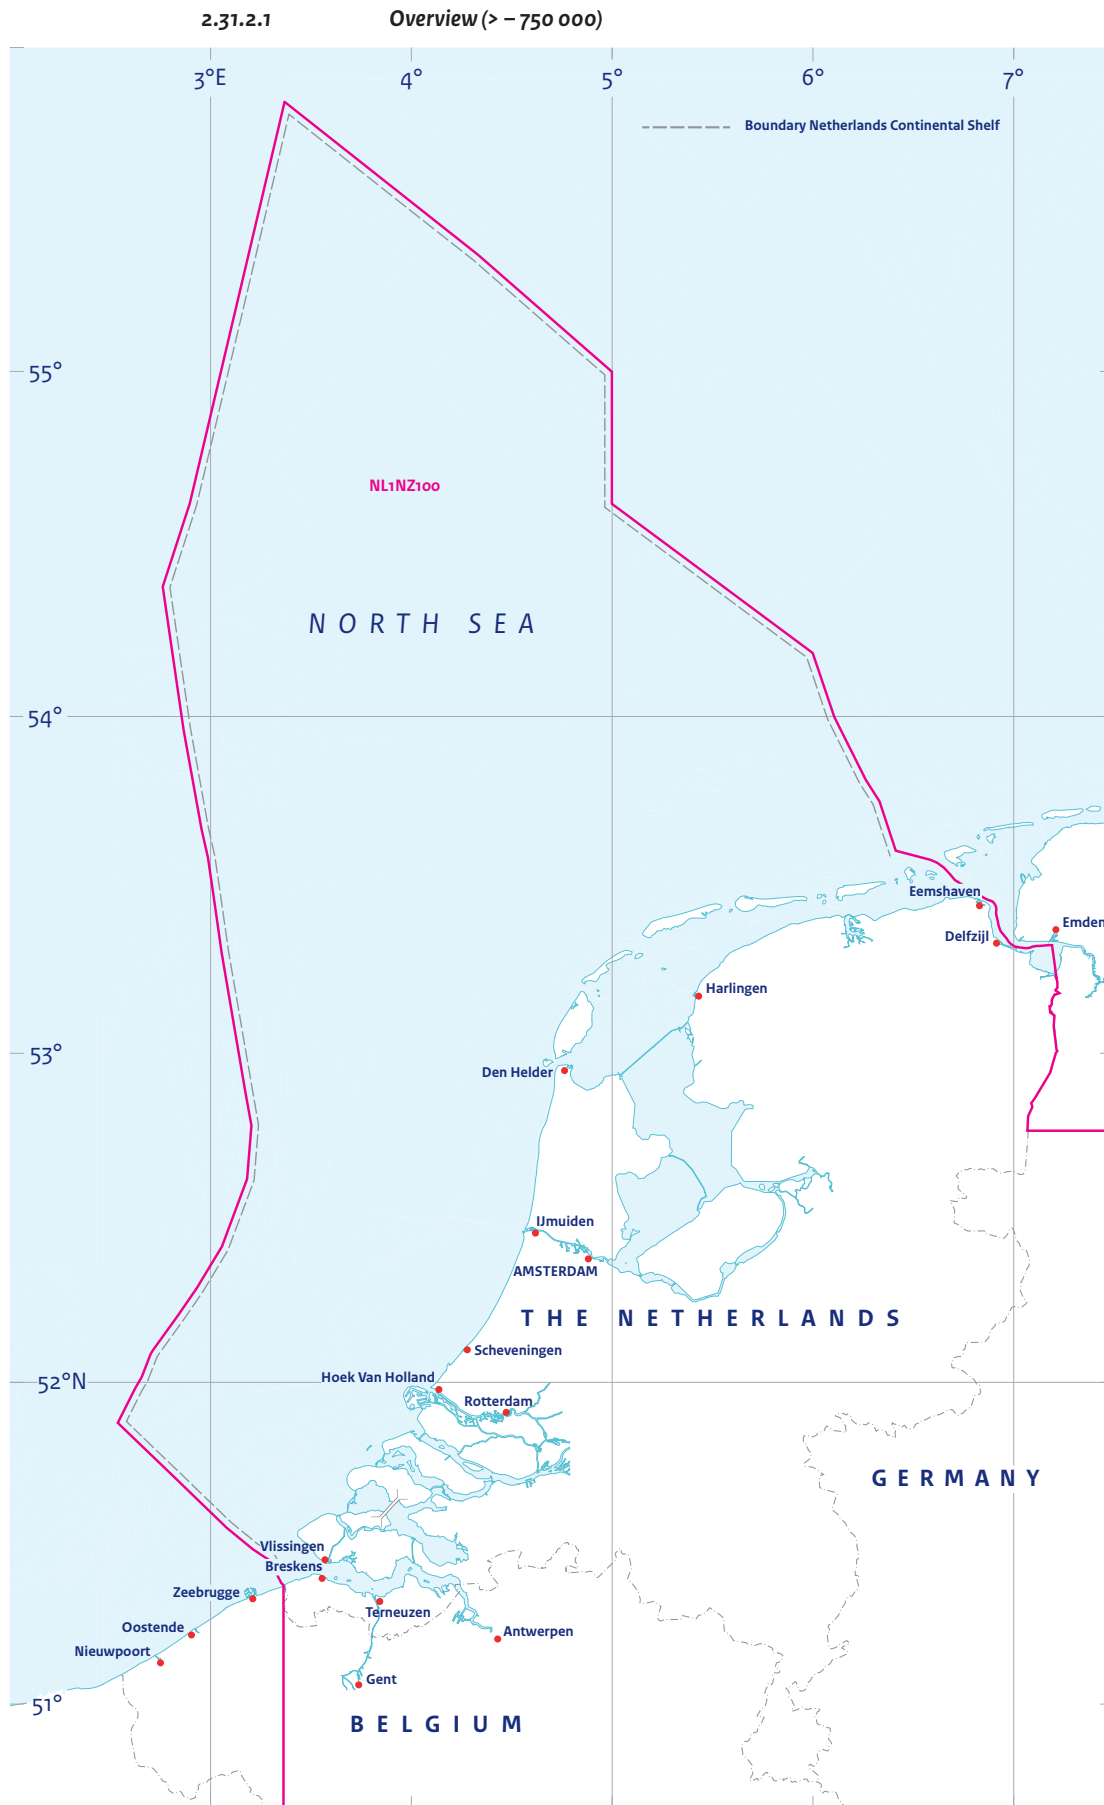 2.31.2.1 Overview (> – 750 000)
3°E 4° 5° 6° 7°
Boundary Netherlands Continental Shelf
55°
NL1NZ100
NORTH SEA
54°
Eemshaven
Emden
Delfzijl
Harlingen
53°
Den Helder
IJmuiden
AMSTERDAM
THE NETHERLANDS
Scheveningen
Hoek Van Holland
52°N
Rotterdam
GERMANY
Vlissingen
Breskens
Zeebrugge
Terneuzen
Oostende
Antwerpen
Nieuwpoort
Gent
51°
BELGIUM